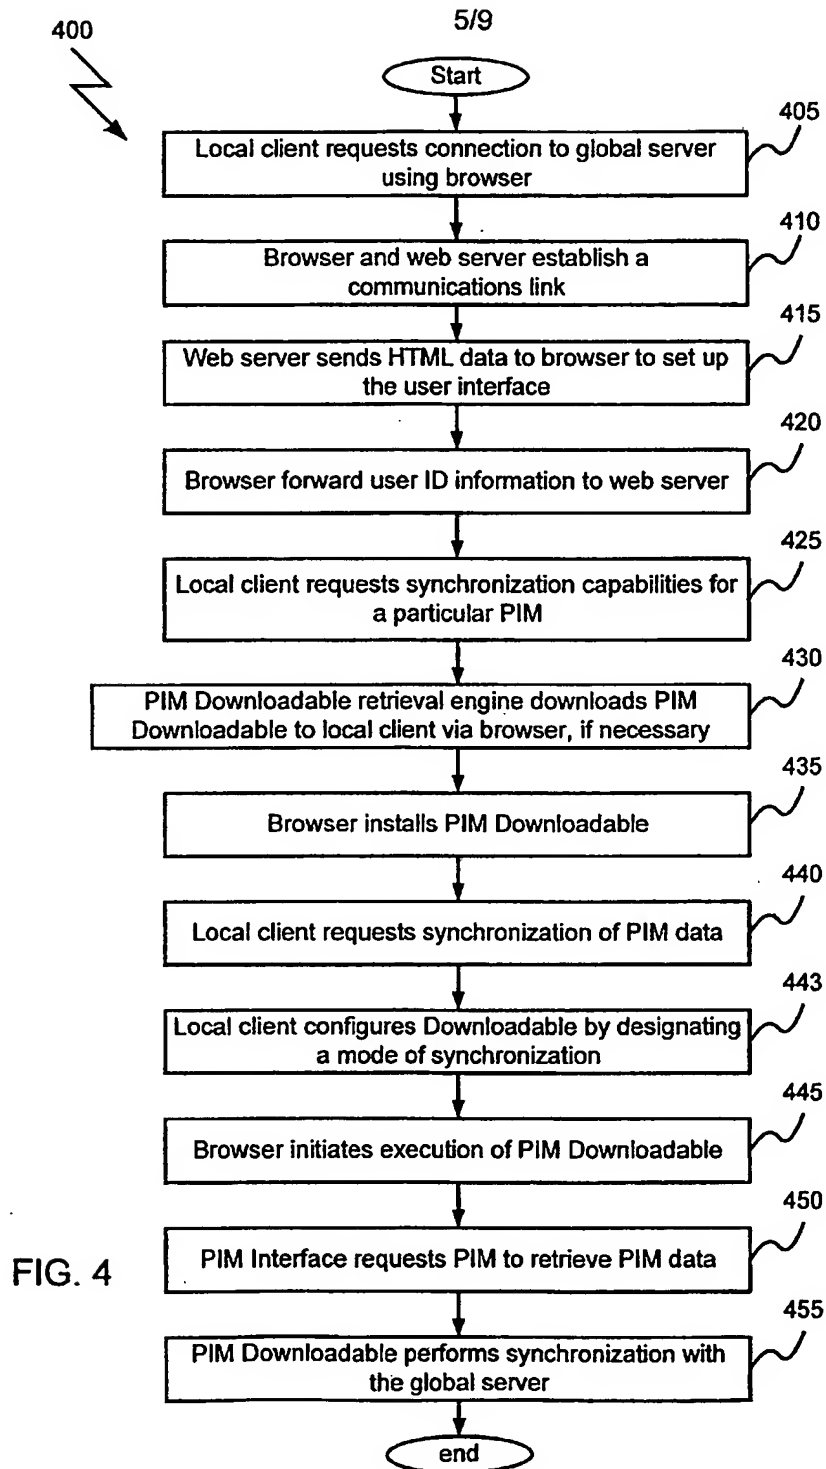 5/9
400
Start
405
Local client requests connection to global server
using browser
410
Browser and web server establish a
communications link
415
Web server sends HTML data to browser to set up
the user interface
420
Browser forward user ID information to web server
425
Local client requests synchronization capabilities for
a particular PIM
430
PIM Downloadable retrieval engine downloads PIM
Downloadable to local client via browser, if necessary
435
Browser installs PIM Downloadable
440
Local client requests synchronization of PIM data
443
Local client configures Downloadable by designating
a mode of synchronization
445
Browser initiates execution of PIM Downloadable
450
PIM Interface requests PIM to retrieve PIM data
FIG. 4
455
PIM Downloadable performs synchronization with
the global server
end